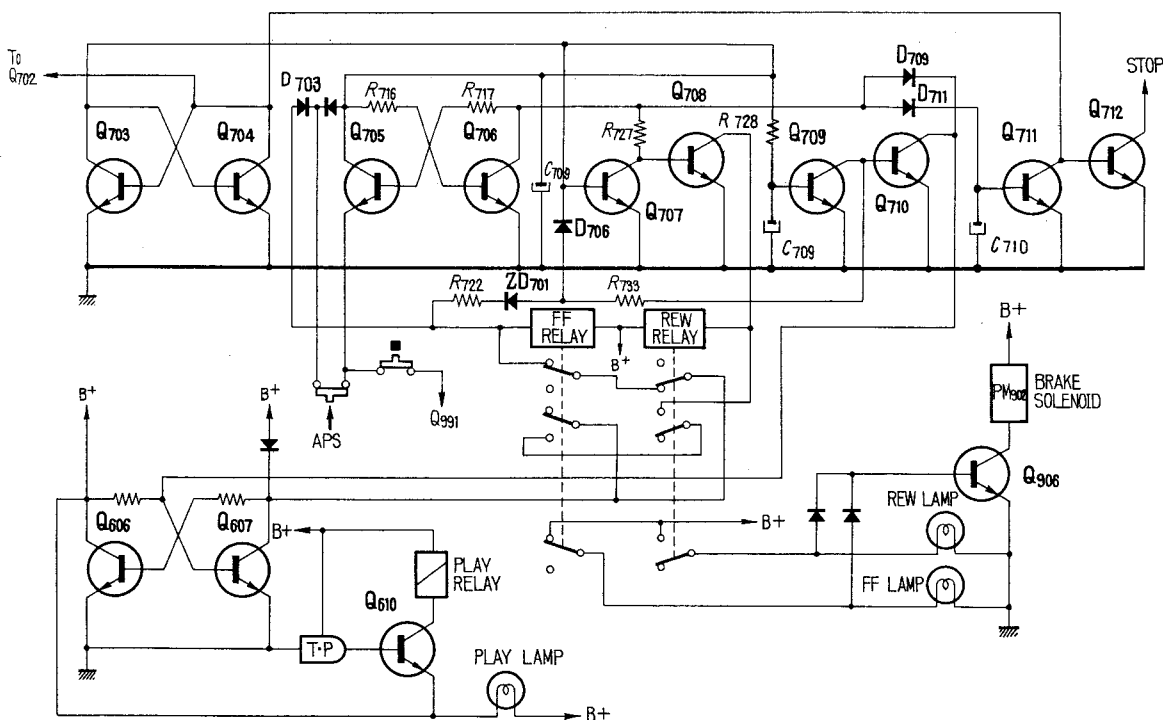 To
Q702
D703
R716
R717
Q703
Q704
Q705
Q706
C709
R727
Q708
R728
Q707
D706
Q709
D709
D711
Q710
C709
Q711
C710
Q712
STOP
R722
ZD701
R733
FF
RELAY
REW
RELAY
B+
■
APS
Q991
B+
B+
B+
PM902
BRAKE
SOLENOID
Q906
REW LAMP
FF LAMP
B+
Q606
Q607
B+
PLAY
RELAY
Q610
T·P
PLAY LAMP
B+